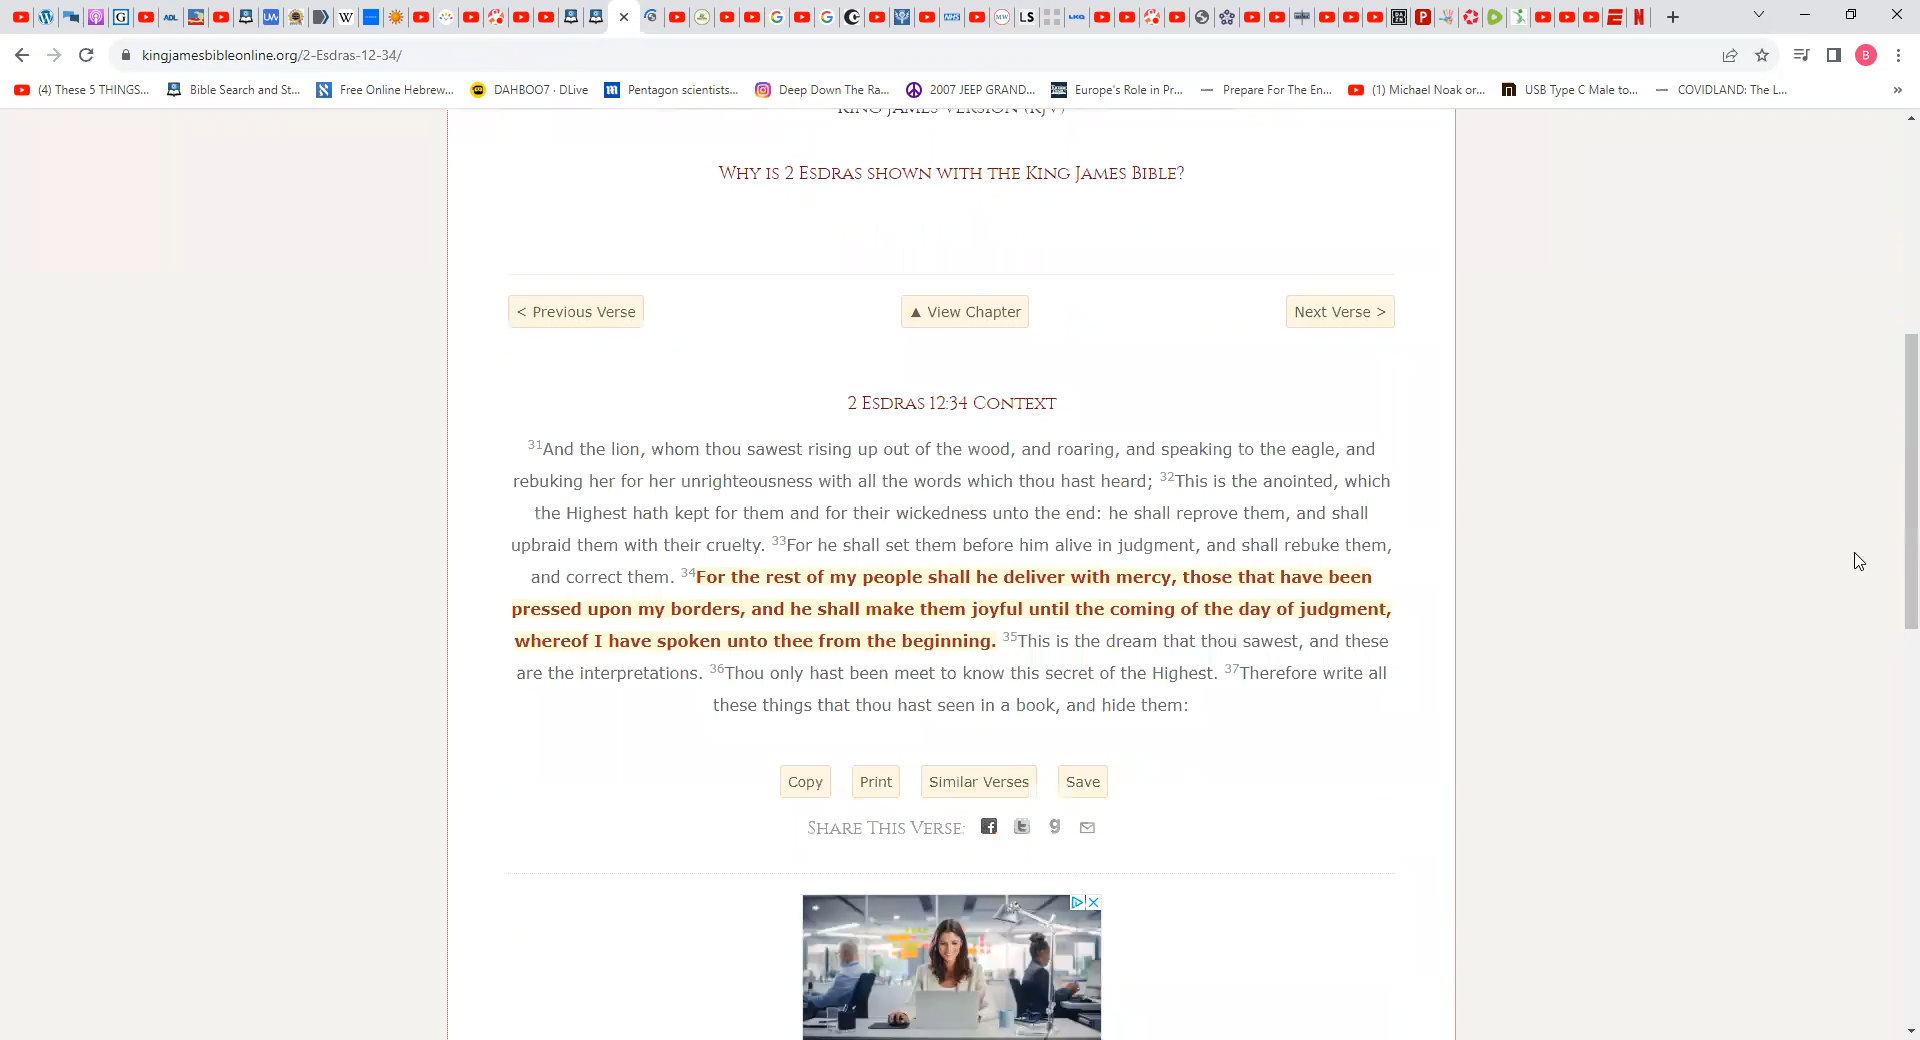 kingjamesbibleonline.org/2-Esdras-12-34/
B
(4) These 5 THINGS... Bible Search and St... Free Online Hebrew... DAHBOO7 · DLive Pentagon scientists... Deep Down The Ra... 2007 JEEP GRAND... Europe's Role in Pr... Prepare For The En... (1) Michael Noak or... USB Type C Male to... COVIDLAND: The L... »
King James Version (KJV)
Why is 2 Esdras shown with the King James Bible?
< Previous Verse ▲ View Chapter Next Verse >
2 Esdras 12:34 Context
31And the lion, whom thou sawest rising up out of the wood, and roaring, and speaking to the eagle, and
rebuking her for her unrighteousness with all the words which thou hast heard; 32This is the anointed, which
the Highest hath kept for them and for their wickedness unto the end: he shall reprove them, and shall
upbraid them with their cruelty. 33For he shall set them before him alive in judgment, and shall rebuke them,
and correct them. 34For the rest of my people shall he deliver with mercy, those that have been
pressed upon my borders, and he shall make them joyful until the coming of the day of judgment,
whereof I have spoken unto thee from the beginning. 35This is the dream that thou sawest, and these
are the interpretations. 36Thou only hast been meet to know this secret of the Highest. 37Therefore write all
these things that thou hast seen in a book, and hide them:
Copy Print Similar Verses Save
Share This Verse: